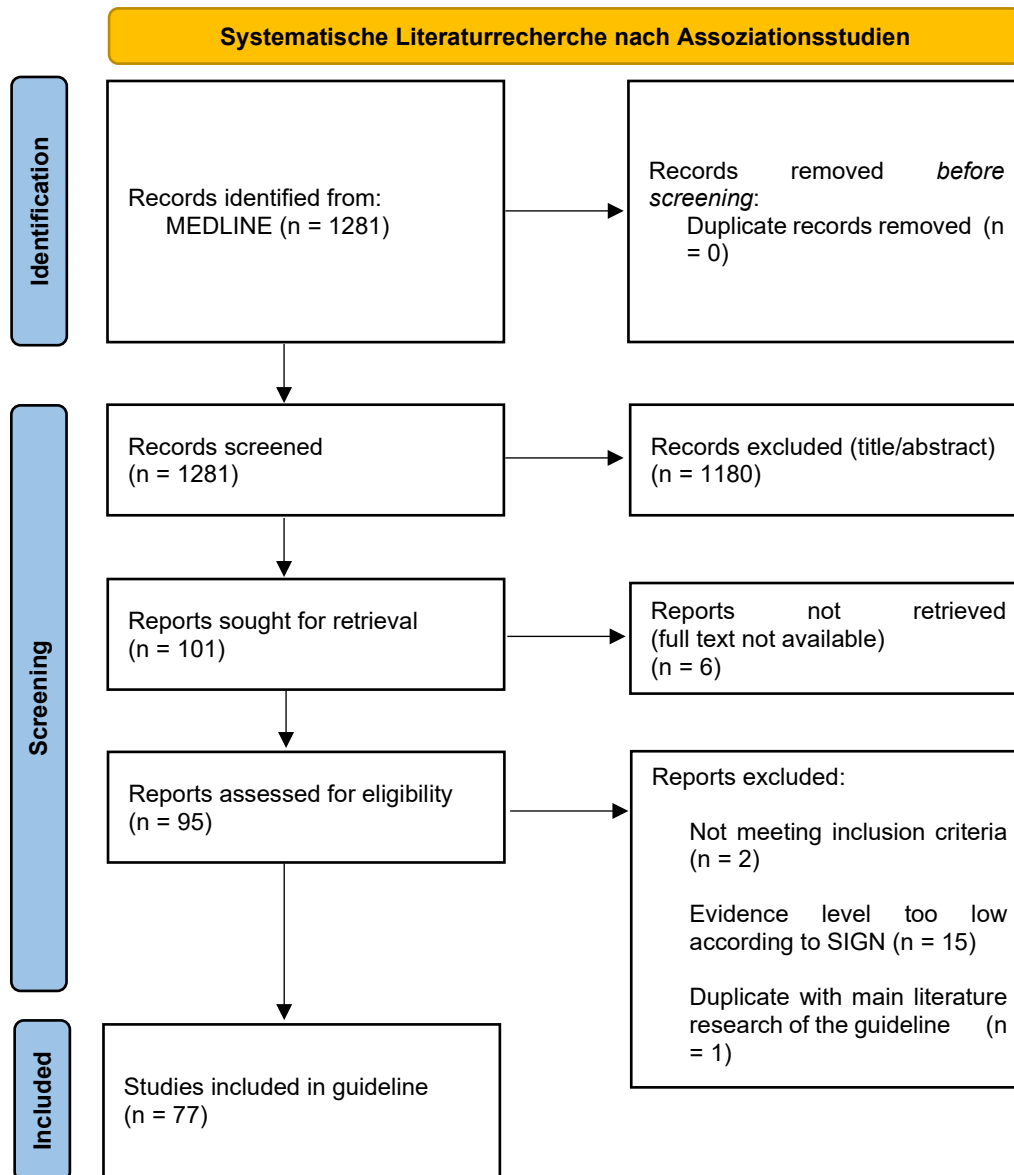 Systematische Literaturrecherche nach Assoziationsstudien
Identification
Records identified from:
MEDLINE (n = 1281)
Records removed before
screening:
Duplicate records removed (n
= 0)
Screening
Records screened
(n = 1281)
Records excluded (title/abstract)
(n = 1180)
Reports sought for retrieval
(n = 101)
Reports not retrieved
(full text not available)
(n = 6)
Reports assessed for eligibility
(n = 95)
Reports excluded:
Not meeting inclusion criteria
(n = 2)
Evidence level too low
according to SIGN (n = 15)
Duplicate with main literature
research of the guideline (n
= 1)
Included
Studies included in guideline
(n = 77)